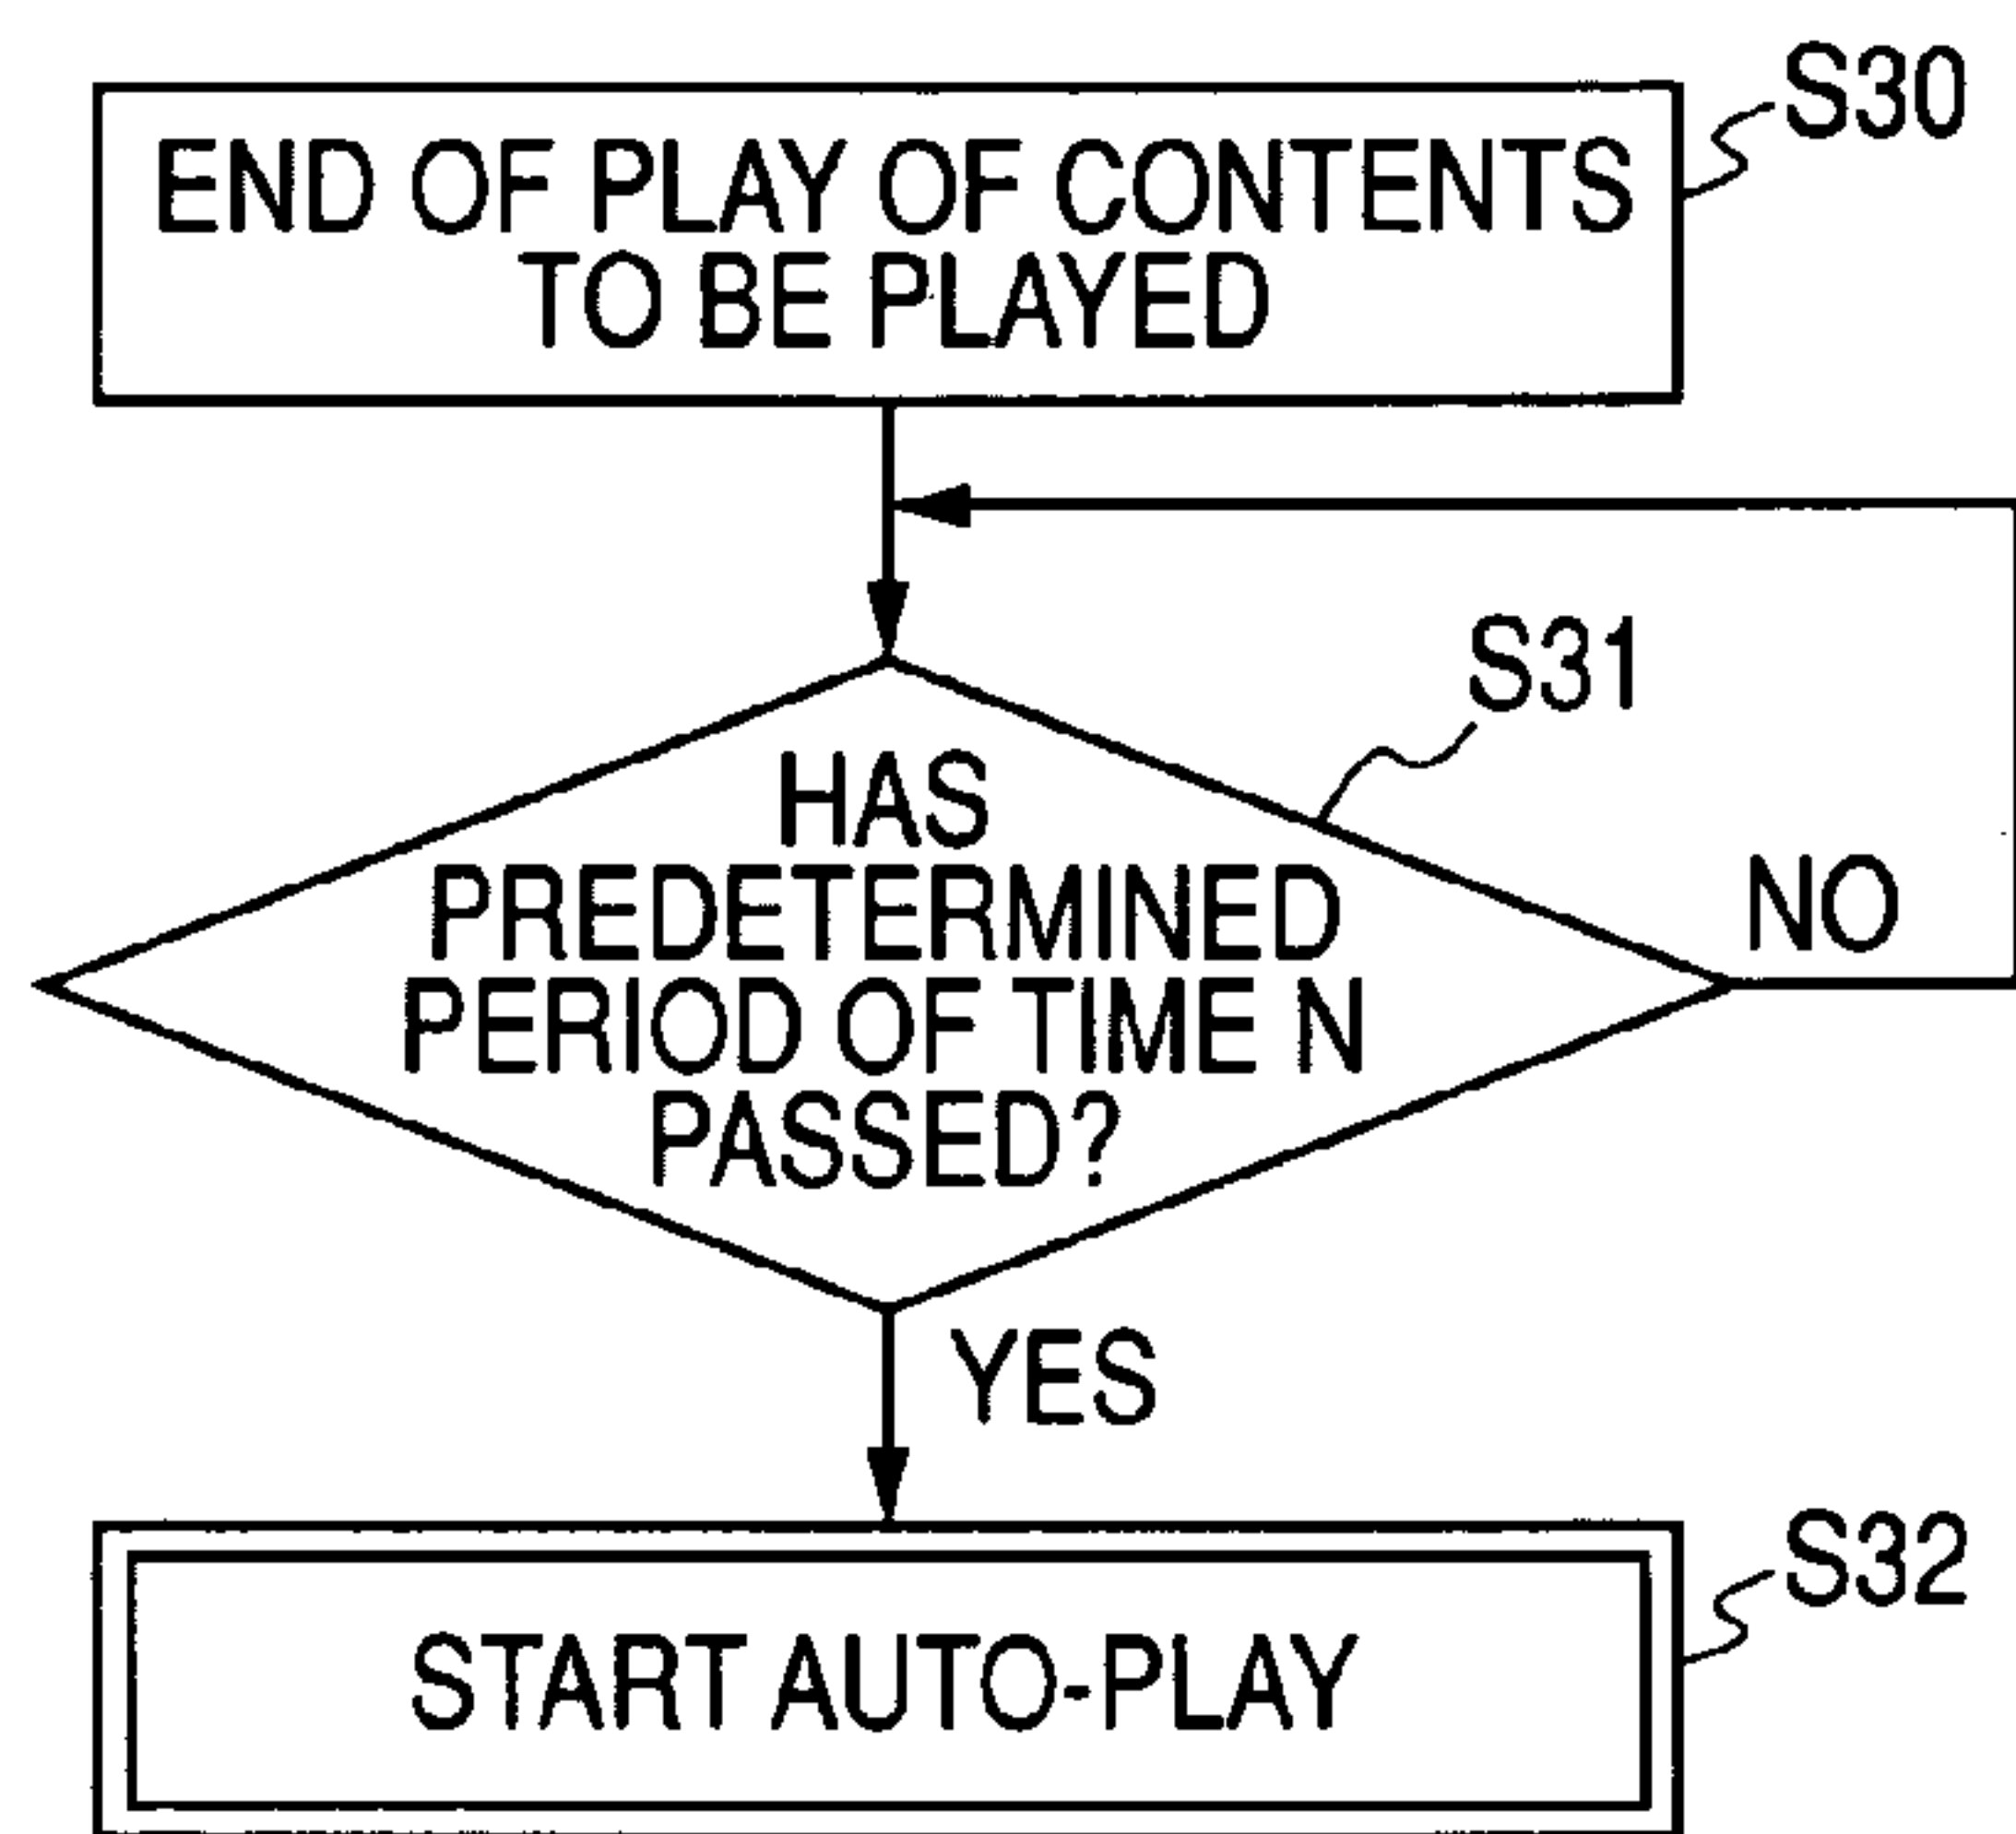 S30
END OF PLAY OF CONTENTS
TO BE PLAYED
S31
HAS
PREDETERMINED
PERIOD OF TIME N
PASSED?
NO
YES
S32
START AUTO-PLAY